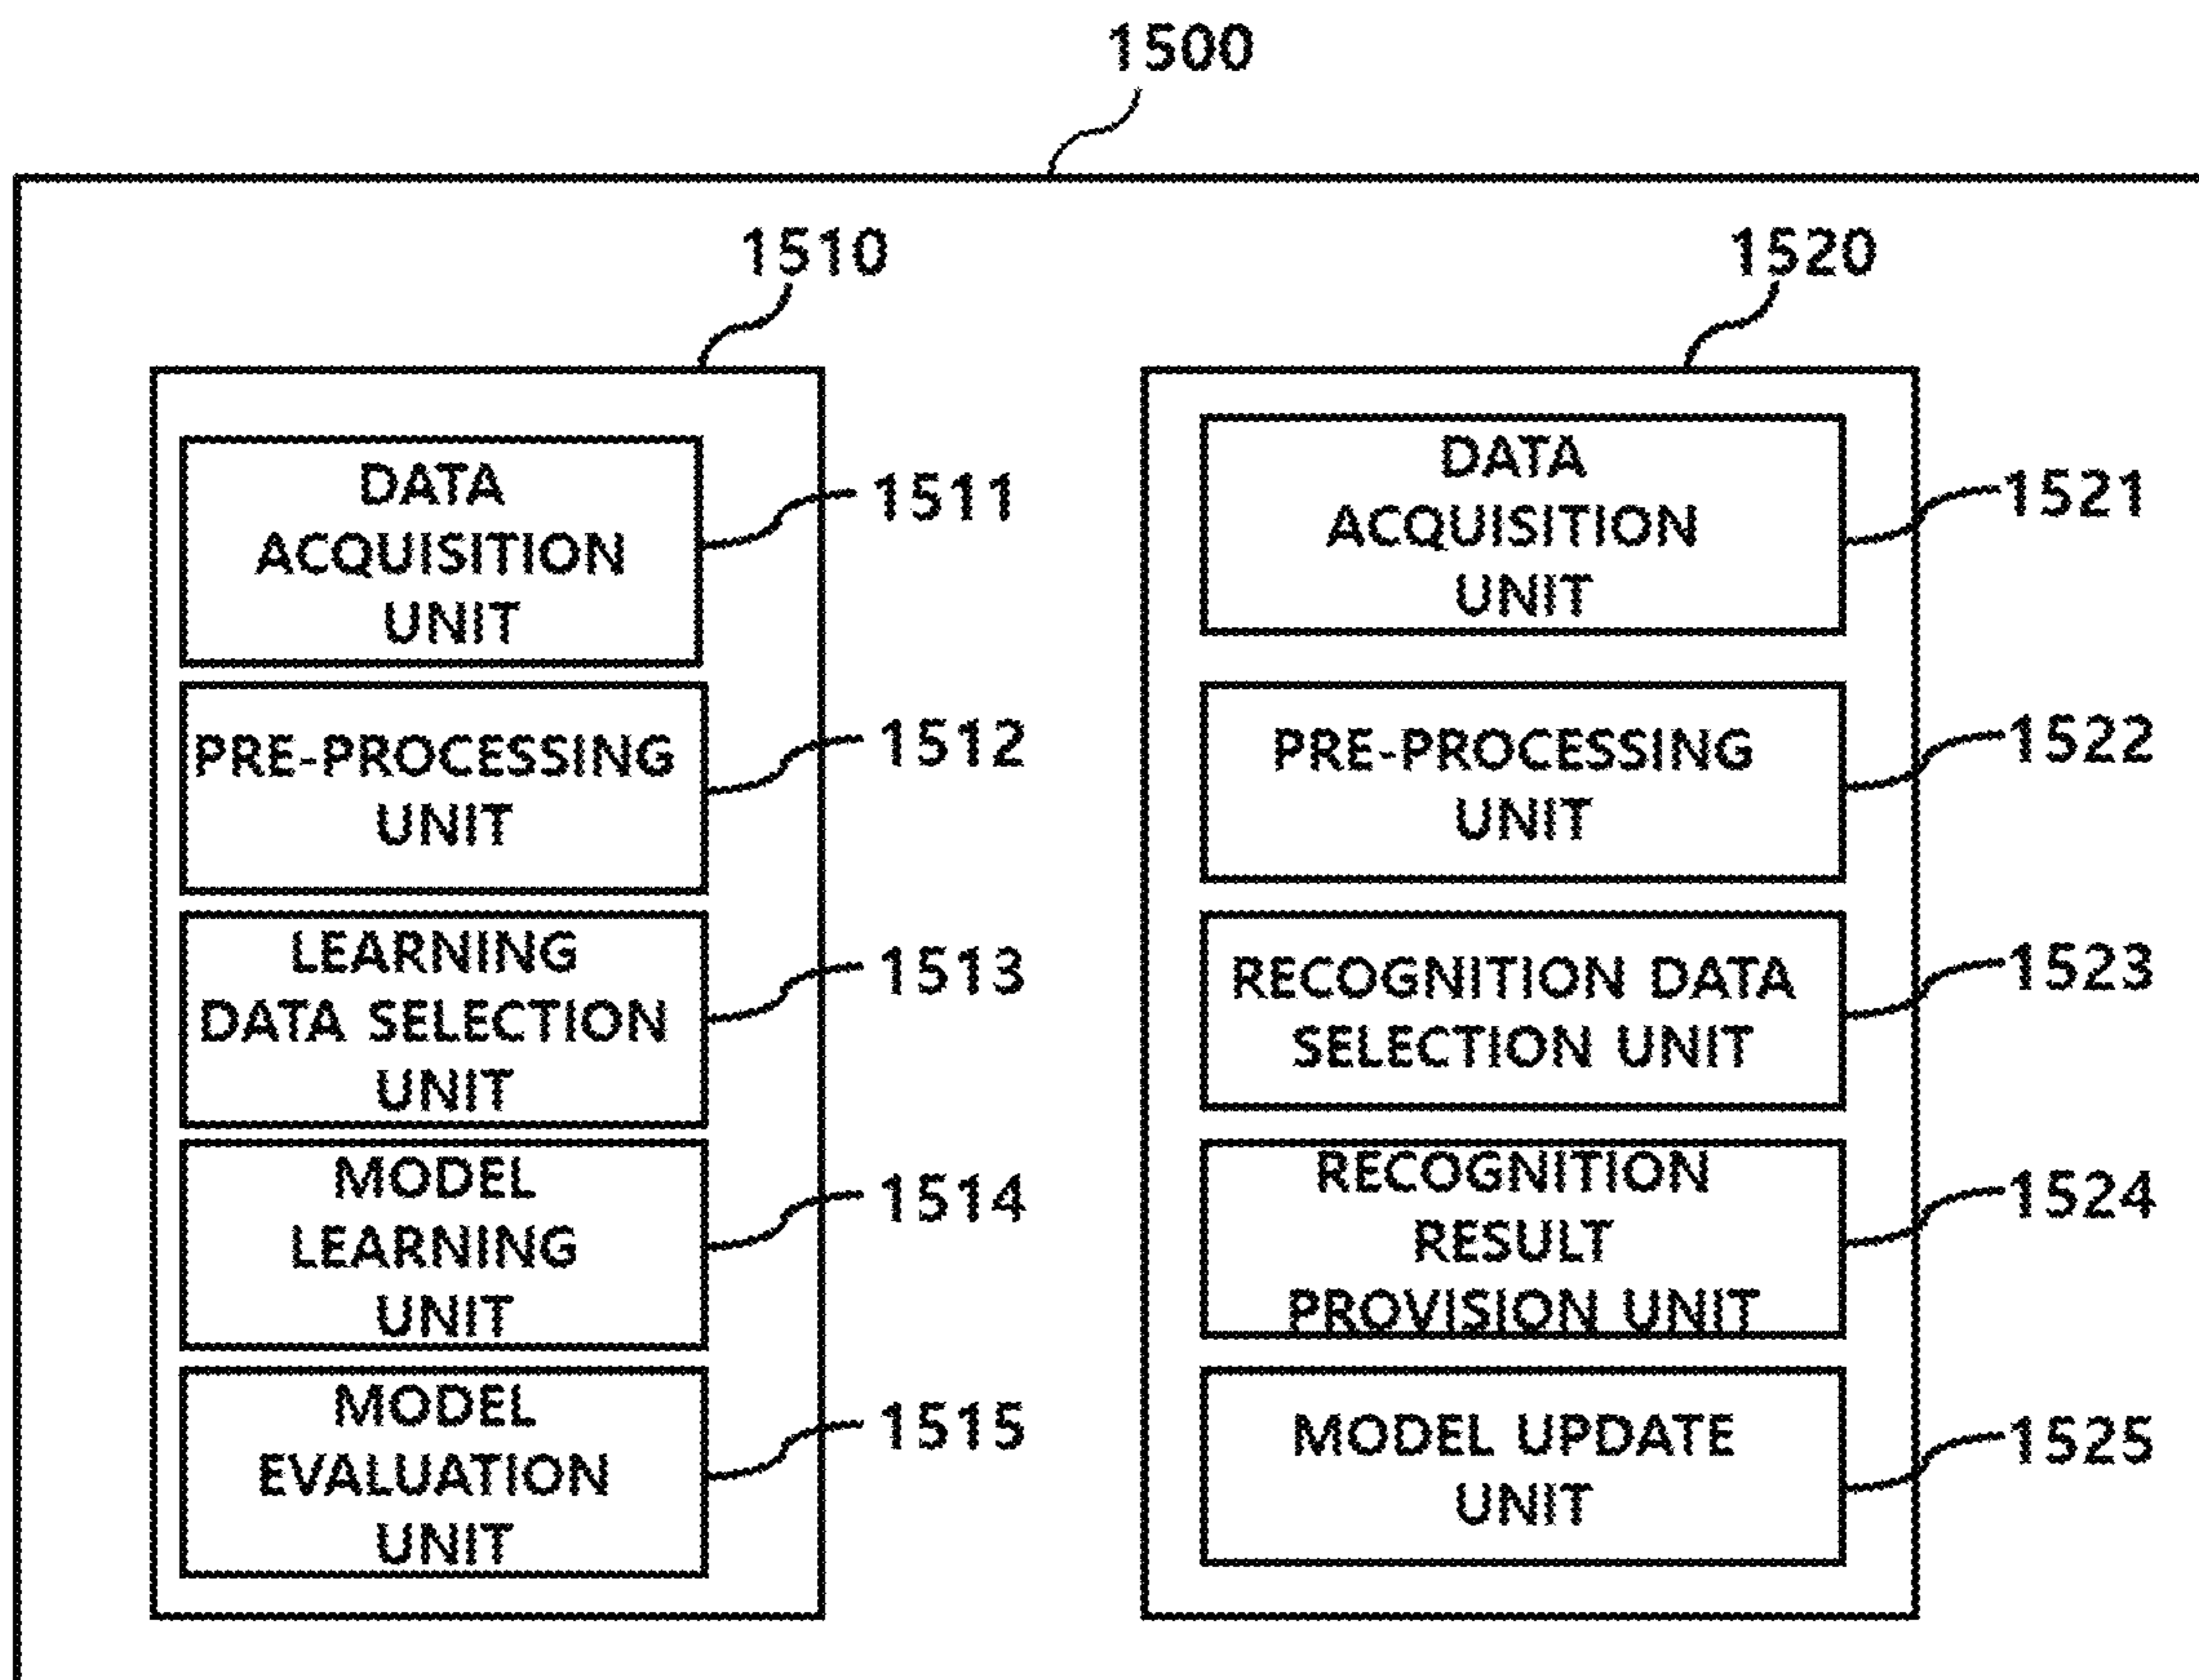 1500
1510
DATA
ACQUISITION
UNIT
1511
PRE-PROCESSING
UNIT
1512
LEARNING
DATA SELECTION
UNIT
1513
MODEL
LEARNING
UNIT
1514
MODEL
EVALUATION
UNIT
1515
1520
DATA
ACQUISITION
UNIT
1521
PRE-PROCESSING
UNIT
1522
RECOGNITION DATA
SELECTION UNIT
1523
RECOGNITION
RESULT
PROVISION UNIT
1524
MODEL UPDATE
UNIT
1525